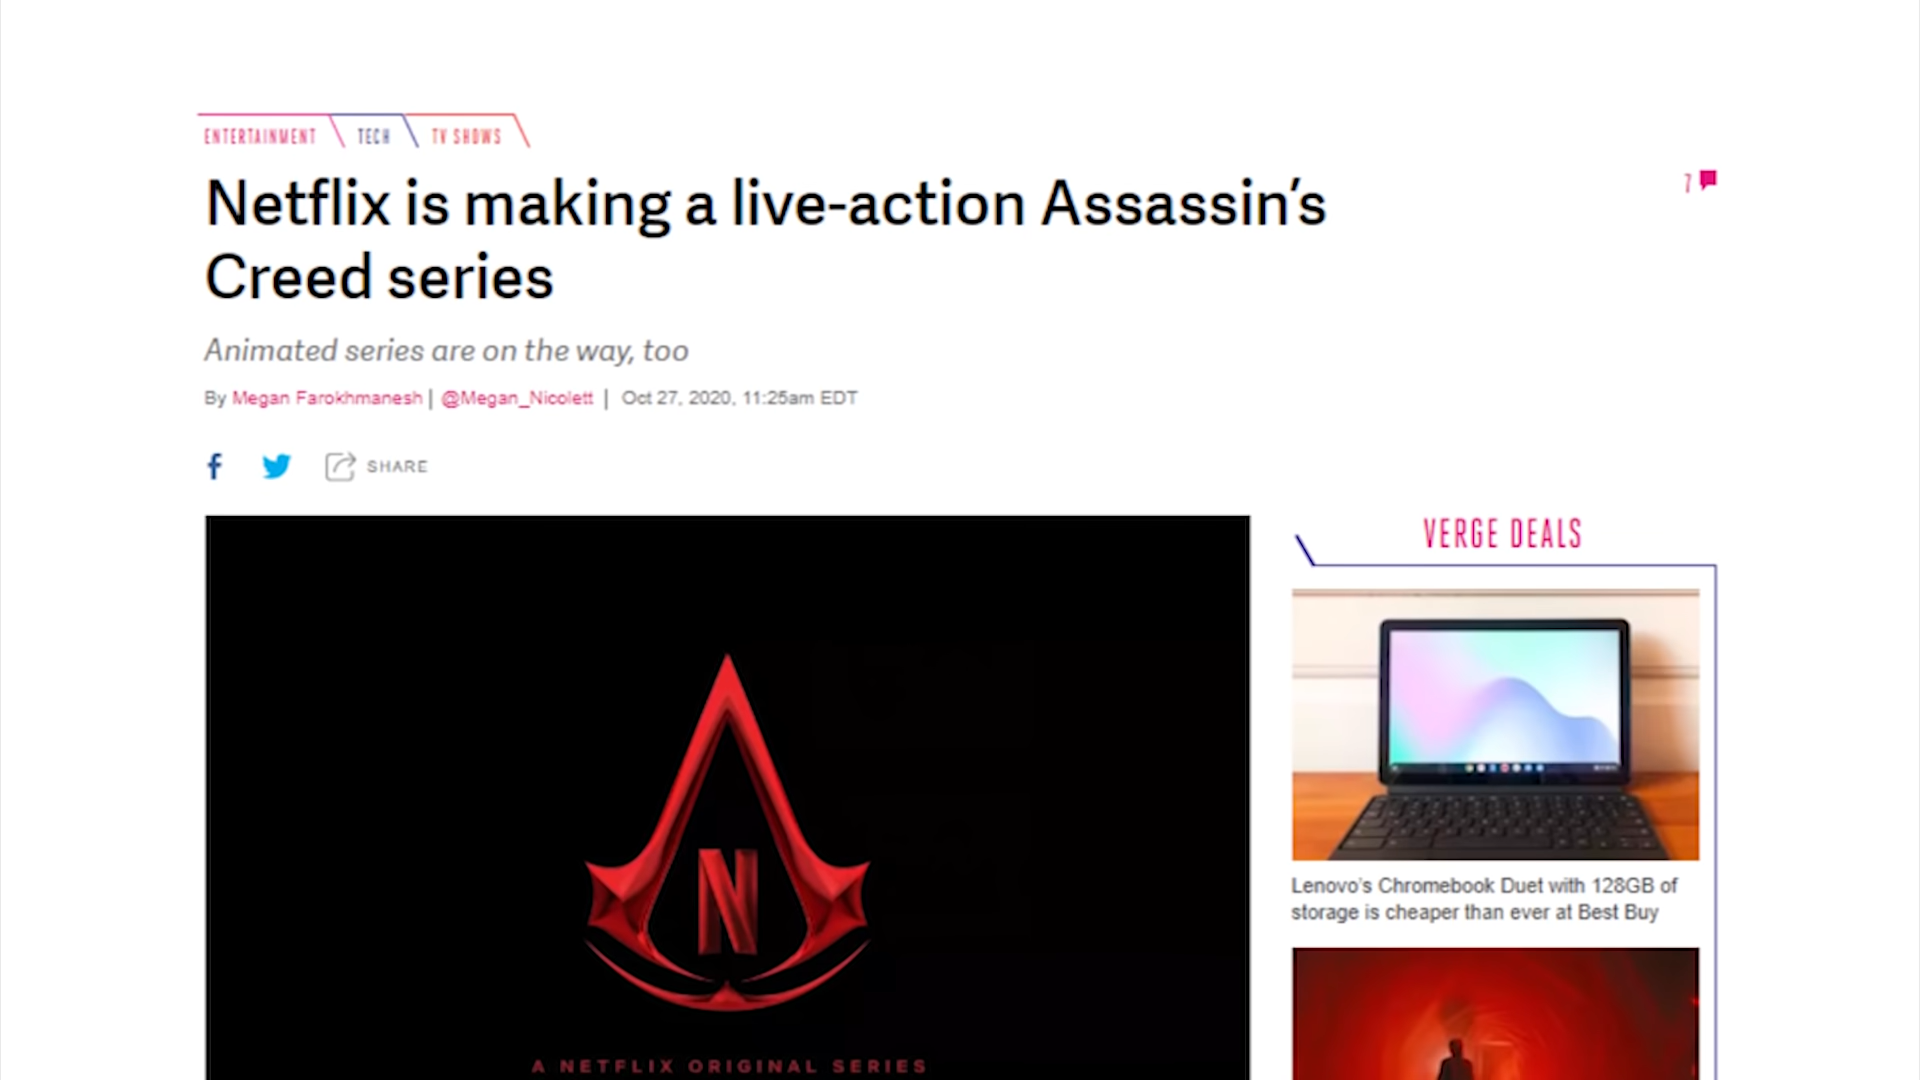 ENTERTAINMENT TECH TV SHOWS
Netflix is making a live-action Assassin’s
Creed series
7
Animated series are on the way, too
By Megan Farokhmanesh | @Megan_Nicolett | Oct 27, 2020, 11:25am EDT
SHARE
VERGE DEALS
N
Lenovo's Chromebook Duet with 128GB of
storage is cheaper than ever at Best Buy
A NETFLIX ORIGINAL SERIES